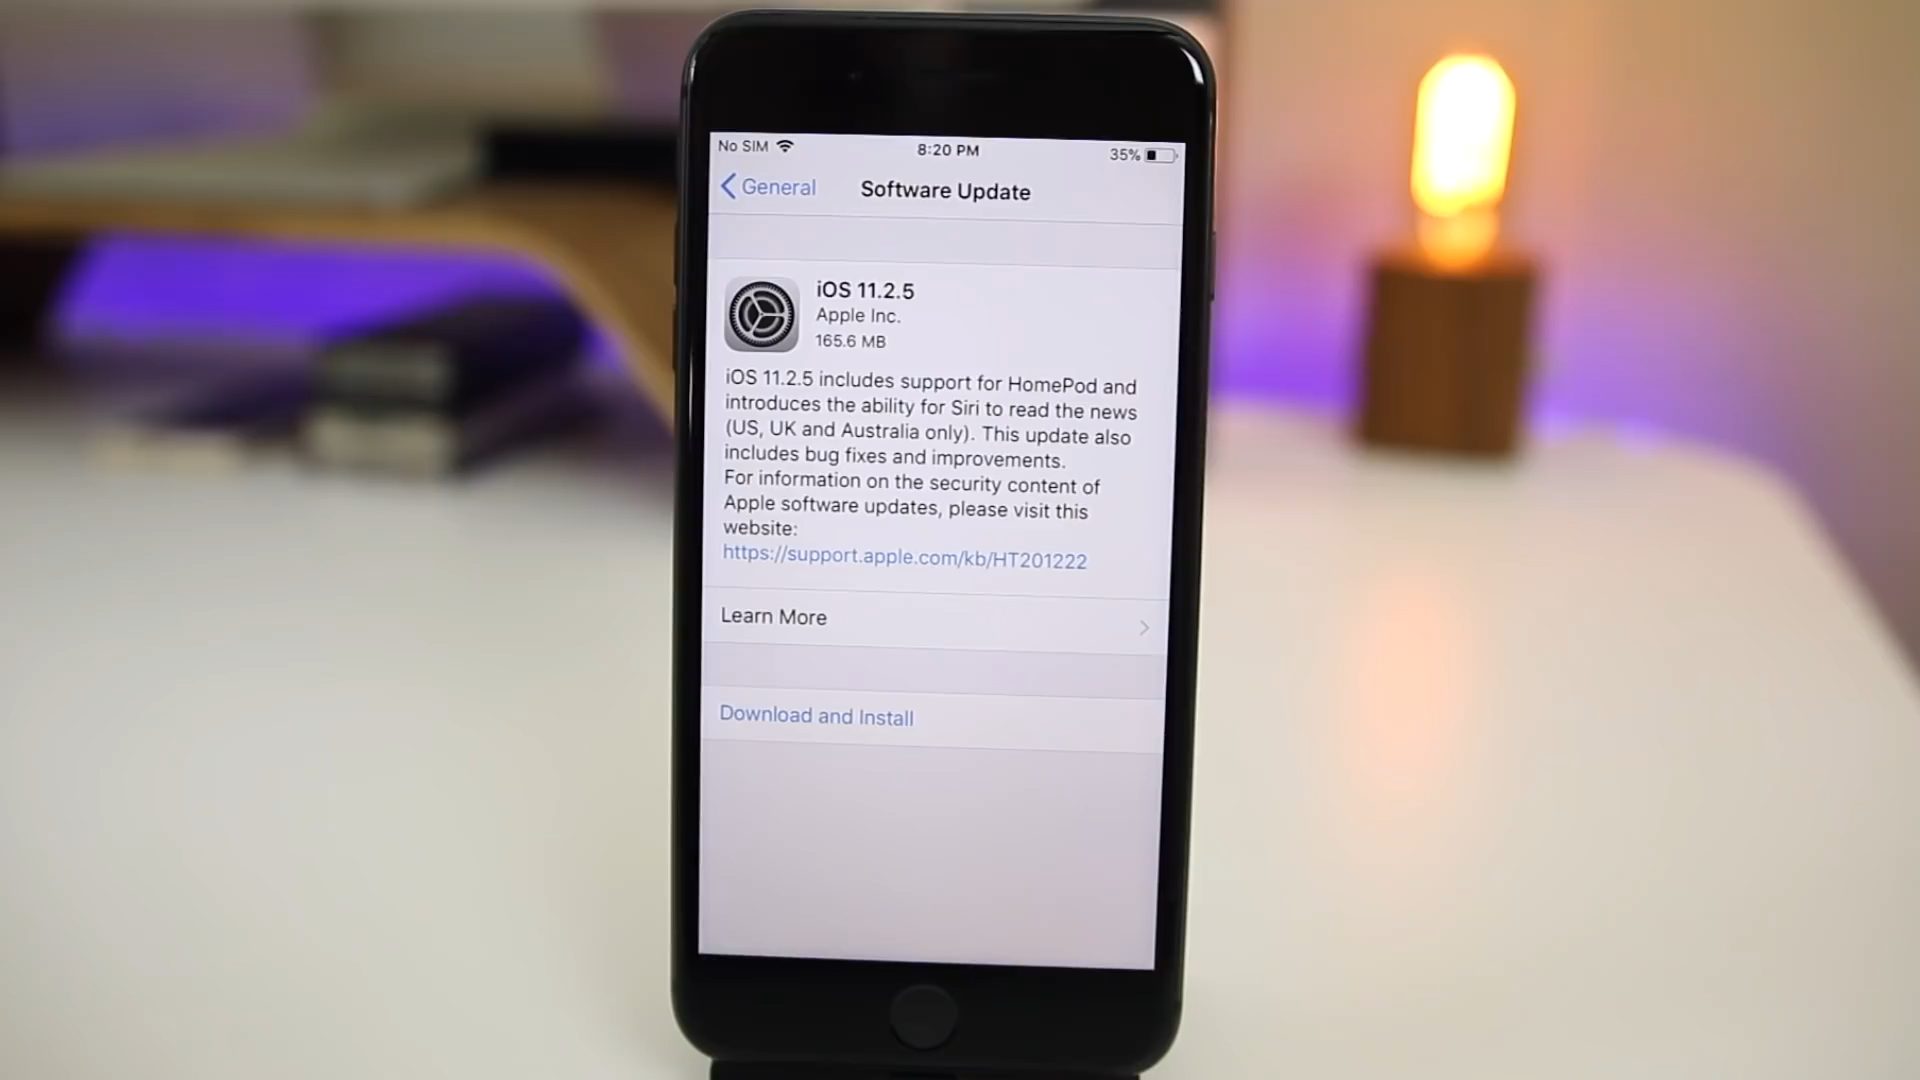 No SIM 8:20 PM 35%
General Software Update
iOS 11.2.5
Apple Inc.
165.6 MB
iOS 11.2.5 includes support for HomePod and
introduces the ability for Siri to read the news
(US, UK and Australia only). This update also
includes bug fixes and improvements.
For information on the security content of
Apple software updates, please visit this
website:
https://support.apple.com/kb/HT201222
Learn More
Download and Install